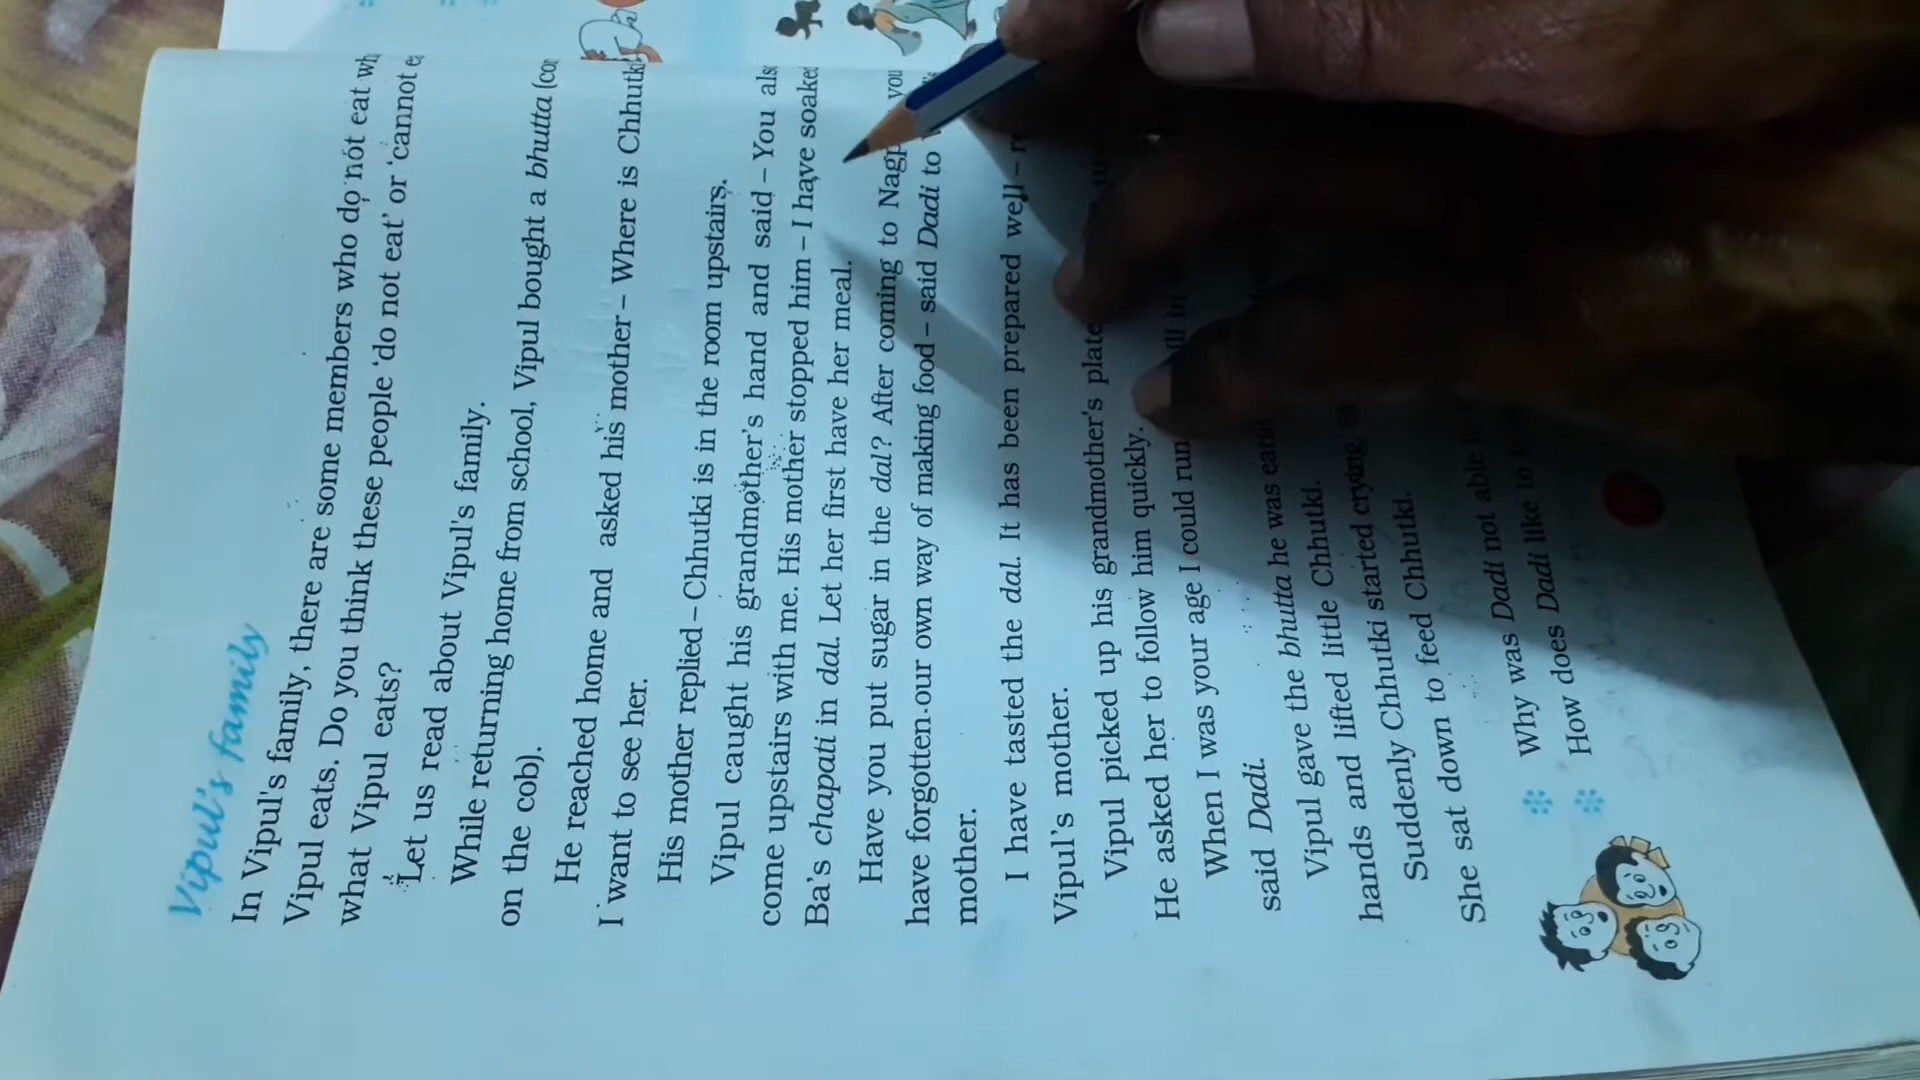 Vipul's family
In Vipul's family, there are some members who do not eat
Vipul eats. Do you think these people 'do not eat' or 'cannot
what Vipul eats?
Let us read about Vipul's family.
While returning home from school, Vipul bought a bhutta
on the cob).
He reached home and asked his mother – Where is Chhutki
I want to see her.
His mother replied – Chhutki is in the room upstairs.
Vipul caught his grandmother's hand and said – You
come upstairs with me. His mother stopped him – I have
Ba's chapati in dal. Let her first have her meal.
Have you put sugar in the dal? After coming to you
have forgotten our own way of making food – said Dadi to
mother.
I have tasted the dal. It has been prepared well –
Vipul's mother.
Vipul picked up his grandmother's plate
He asked her to follow him quickly.
When I was your age I could run
said Dadi.
Vipul gave the bhutta he was
Vipul gave little Chhutki.
hands and lifted little Chhutki.
Suddenly Chhutki started crying
She sat down to feed Chhutki.
Why was Dadi not able
How does Dadi like to